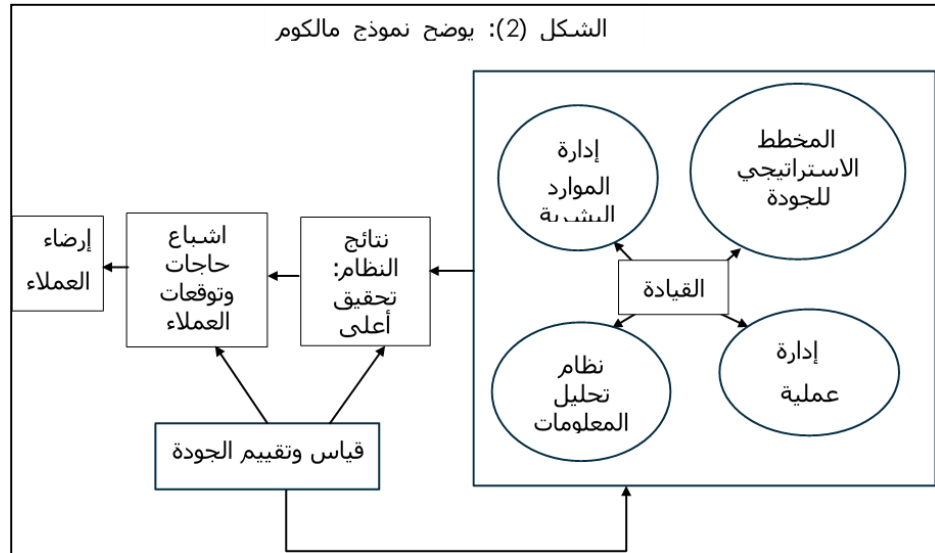 الشكل (2): يوضح نموذج مالكوم
المخطط
الاستراتيجي
للجودة
إدارة
الموارد
البشرية
القيادة
إدارة
عملية
نظام
تحليل
المعلومات
نتائج
النظام:
تحقيق
أعلى
اشباع
حاجات
وتوقعات
العملاء
إرضاء
العملاء
قياس وتقييم الجودة